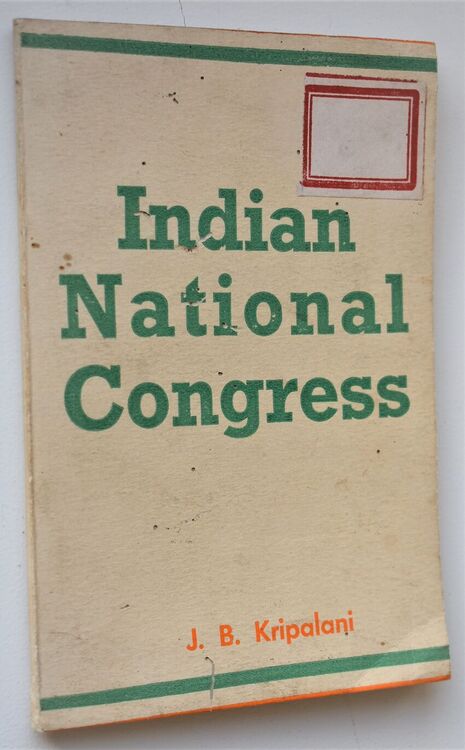 Indian
National
Congress
J. B. Kripalani